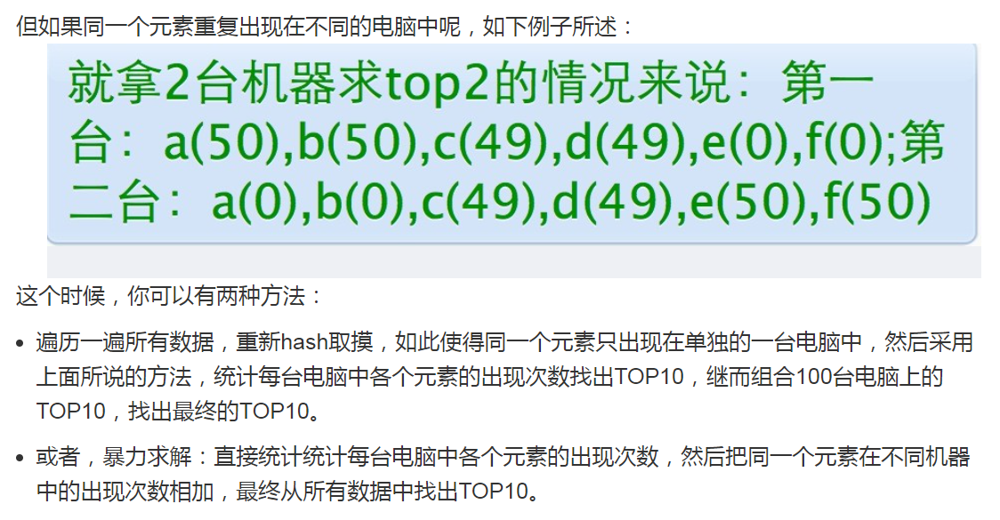 但如果同一个元素重复出现在不同的电脑中呢，如下例子所述：
就拿2台机器求top2的情况来说：第一
台：a(50),b(50),c(49),d(49),e(0),f(0);第
二台：a(0),b(0),c(49),d(49),e(50),f(50)
这个时候，你可以有两种方法：
• 遍历一遍所有数据，重新hash取摸，如此使得同一个元素只出现在单独的一台电脑中，然后采用
上面所说的方法，统计每台电脑中各个元素的出现次数找出TOP10，继而组合100台电脑上的
TOP10，找出最终的TOP10。
• 或者，暴力求解：直接统计统计每台电脑中各个元素的出现次数，然后把同一个元素在不同机器
中的出现次数相加，最终从所有数据中找出TOP10。